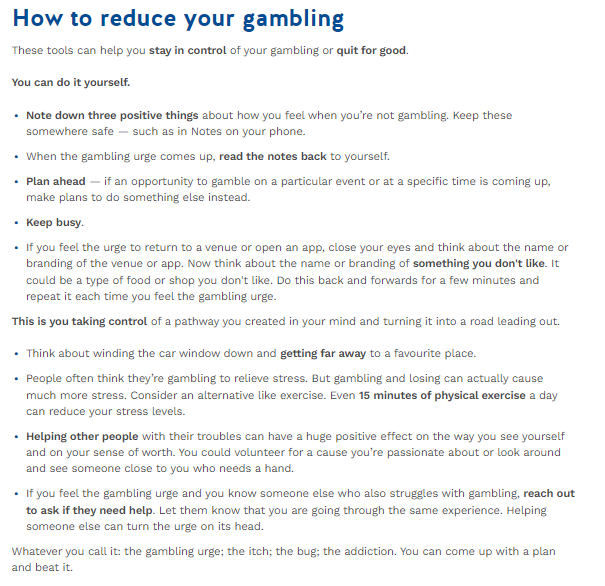 How to reduce your gambling
These tools can help you stay in control of your gambling or quit for good.
You can do it yourself.
• Note down three positive things about how you feel when you're not gambling. Keep these
somewhere safe — such as in Notes on your phone.
• When the gambling urge comes up, read the notes back to yourself.
• Plan ahead — if an opportunity to gamble on a particular event or at a specific time is coming up,
make plans to do something else instead.
• Keep busy.
• If you feel the urge to return to a venue or open an app, close your eyes and think about the name or
branding of the venue or app. Now think about the name or branding of something you don't like. It
could be a type of food or shop you don't like. Do this back and forwards for a few minutes and
repeat it each time you feel the gambling urge.
This is you taking control of a pathway you created in your mind and turning it into a road leading out.
• Think about winding the car window down and getting far away to a favourite place.
• People often think they're gambling to relieve stress. But gambling and losing can actually cause
much more stress. Consider an alternative like exercise. Even 15 minutes of physical exercise a day
can reduce your stress levels.
• Helping other people with their troubles can have a huge positive effect on the way you see yourself
and on your sense of worth. You could volunteer for a cause you're passionate about or look around
and see someone close to you who needs a hand.
• If you feel the gambling urge and you know someone else who also struggles with gambling, reach out
to ask if they need help. Let them know that you are going through the same experience. Helping
someone else can turn the urge on its head.
Whatever you call it: the gambling urge; the itch; the bug; the addiction. You can come up with a plan
and beat it.